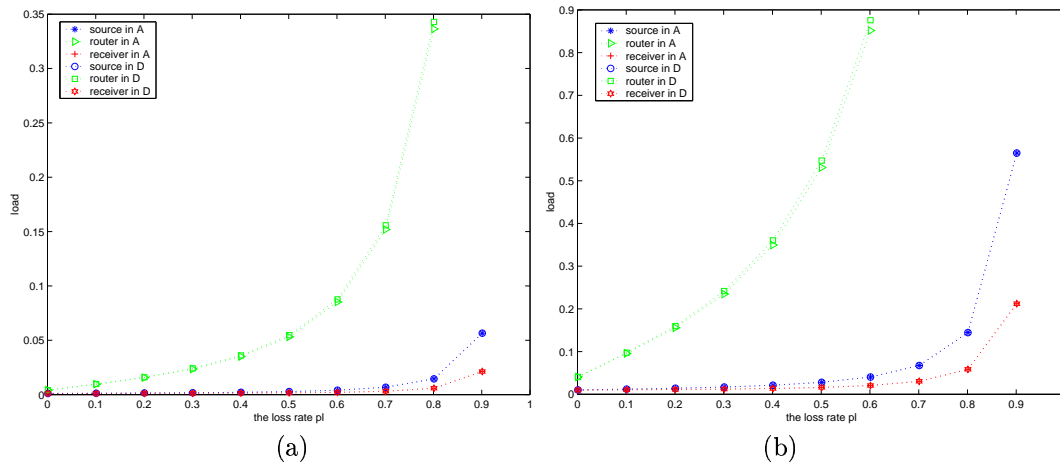 0.35
0.3
0.25
0.2
0.15
0.1
0.05
0
load
source in A
router in A
receiver in A
source in D
router in D
receiver in D
0 0.1 0.2 0.3 0.4 0.5 0.6 0.7 0.8 0.9 1
the loss rate pl
(a)
0.9
0.8
0.7
0.6
0.5
0.4
0.3
0.2
0.1
0
load
source in A
router in A
receiver in A
source in D
router in D
receiver in D
0 0.1 0.2 0.3 0.4 0.5 0.6 0.7 0.8 0.9
the loss rate pl
(b)